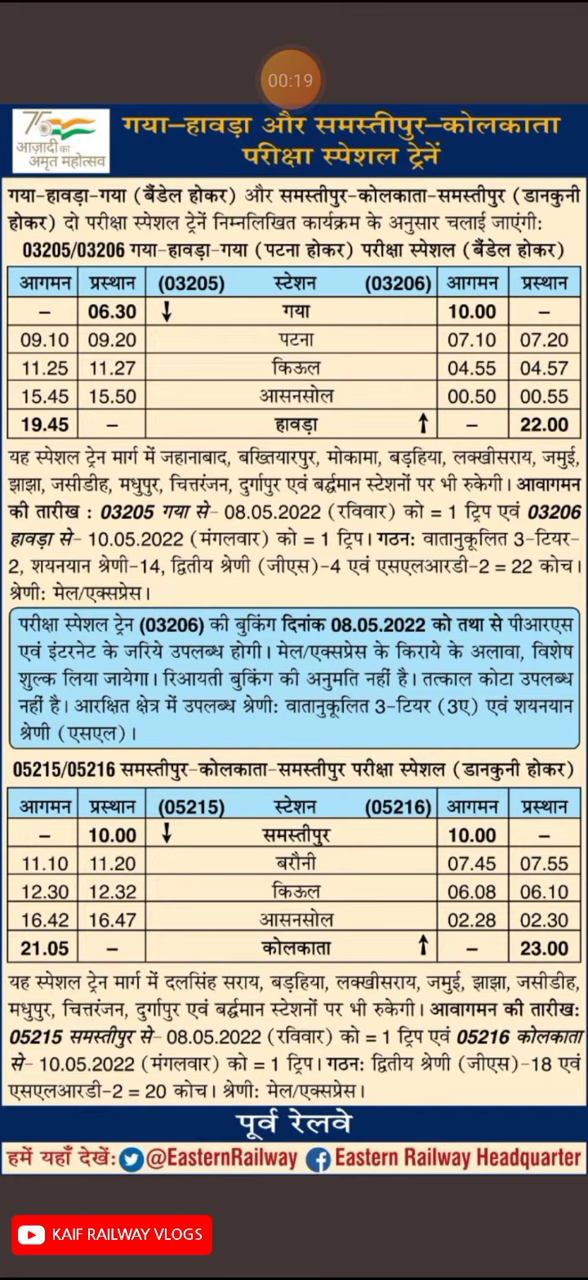 00:19
75
आज़ादी का
अमृत महोत्सव
गया–हावड़ा और समस्तीपुर–कोलकाता
परीक्षा स्पेशल ट्रेनें
गया-हावड़ा-गया (बैंडेल होकर) और समस्तीपुर-कोलकाता-समस्तीपुर (डानकुनी
होकर) दो परीक्षा स्पेशल ट्रेनें निम्नलिखित कार्यक्रम के अनुसार चलाई जाएंगी:
03205/03206 गया-हावड़ा-गया (पटना होकर) परीक्षा स्पेशल (बैंडेल होकर)
आगमन प्रस्थान (03205) स्टेशन (03206) आगमन प्रस्थान
– 06.30 ↓ गया 10.00 –
09.10 09.20 पटना 07.10 07.20
11.25 11.27 किऊल 04.55 04.57
15.45 15.50 आसनसोल 00.50 00.55
19.45 – हावड़ा ↑ – 22.00
यह स्पेशल ट्रेन मार्ग में जहानाबाद, बख्तियारपुर, मोकामा, बड़हिया, लक्खीसराय, जमुई,
झाझा, जसीडीह, मधुपुर, चित्तरंजन, दुर्गापुर एवं बर्द्धमान स्टेशनों पर भी रुकेगी। आवागमन
की तारीख : 03205 गया से– 08.05.2022 (रविवार) को = 1 ट्रिप एवं 03206
हावड़ा से– 10.05.2022 (मंगलवार) को = 1 ट्रिप। गठन: वातानुकूलित 3-टियर-
2, शयनयान श्रेणी-14, द्वितीय श्रेणी (जीएस)-4 एवं एसएलआरडी-2 = 22 कोच।
श्रेणी: मेल/एक्सप्रेस।
परीक्षा स्पेशल ट्रेन (03206) की बुकिंग दिनांक 08.05.2022 को तथा से पीआरएस
एवं इंटरनेट के जरिये उपलब्ध होगी। मेल/एक्सप्रेस के किराये के अलावा, विशेष
शुल्क लिया जायेगा। रिआयती बुकिंग की अनुमति नहीं है। तत्काल कोटा उपलब्ध
नहीं है। आरक्षित क्षेत्र में उपलब्ध श्रेणी: वातानुकूलित 3-टियर (3ए) एवं शयनयान
श्रेणी (एसएल)।
05215/05216 समस्तीपुर-कोलकाता-समस्तीपुर परीक्षा स्पेशल (डानकुनी होकर)
आगमन प्रस्थान (05215) स्टेशन (05216) आगमन प्रस्थान
– 10.00 ↓ समस्तीपुर 10.00 –
11.10 11.20 बरौनी 07.45 07.55
12.30 12.32 किऊल 06.08 06.10
16.42 16.47 आसनसोल 02.28 02.30
21.05 – कोलकाता ↑ – 23.00
यह स्पेशल ट्रेन मार्ग में दलसिंह सराय, बड़हिया, लक्खीसराय, जमुई, झाझा, जसीडीह,
मधुपुर, चित्तरंजन, दुर्गापुर एवं बर्द्धमान स्टेशनों पर भी रुकेगी। आवागमन की तारीख:
05215 समस्तीपुर से– 08.05.2022 (रविवार) को = 1 ट्रिप एवं 05216 कोलकाता
से– 10.05.2022 (मंगलवार) को = 1 ट्रिप। गठन: द्वितीय श्रेणी (जीएस)-18 एवं
एसएलआरडी-2 = 20 कोच। श्रेणी: मेल/एक्सप्रेस।
पूर्व रेलवे
हमें यहाँ देखें: @EasternRailway Eastern Railway Headquarter
KAIF RAILWAY VLOGS